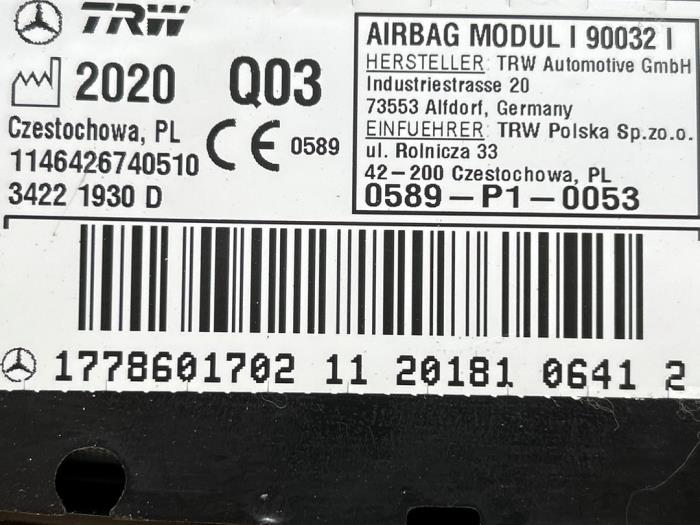 TRW
2020 Q03
Czestochowa, PL
1146426740510
3422 1930 D
CE 0589
AIRBAG MODUL I 90032 I
HERSTELLER: TRW Automotive GmbH
Industriestrasse 20
73553 Alfdorf, Germany
EINFUEHRER: TRW Polska Sp.zo.o.
ul. Rolnicza 33
42-200 Czestochowa, PL
0589-P1-0053
1778601702 11 20181 0641 2